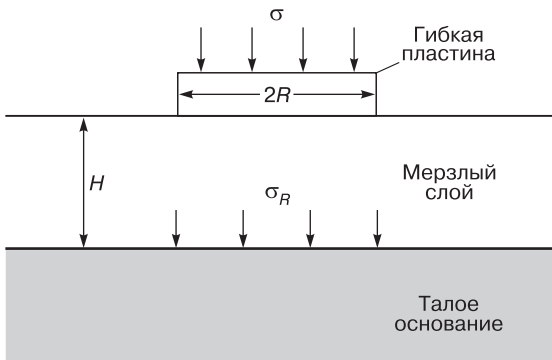 σ
Гибкая
пластина
2R
H
Мерзлый
слой
σR
Талое
основание